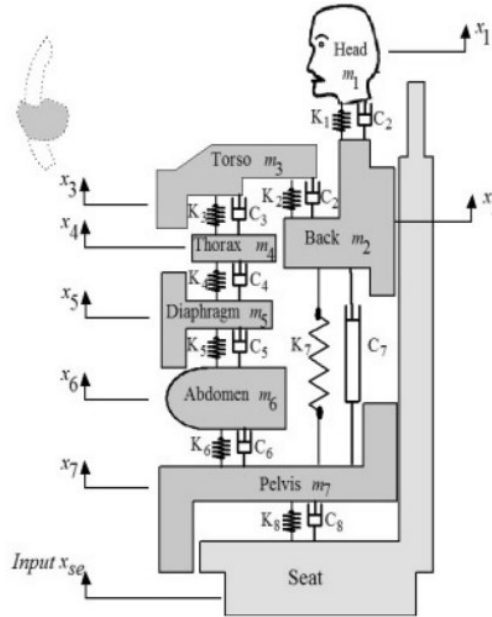 x1
Head
m1
K1
C2
Torso m3
x3
K3
C3
K2
C2
x
x4
Thorax m4
Back m2
K4
C4
x5
Diaphragm m5
K5
C5
K7
C7
x6
Abdomen m6
K6
C6
x7
Pelvis m7
K8
C8
Input xse
Seat